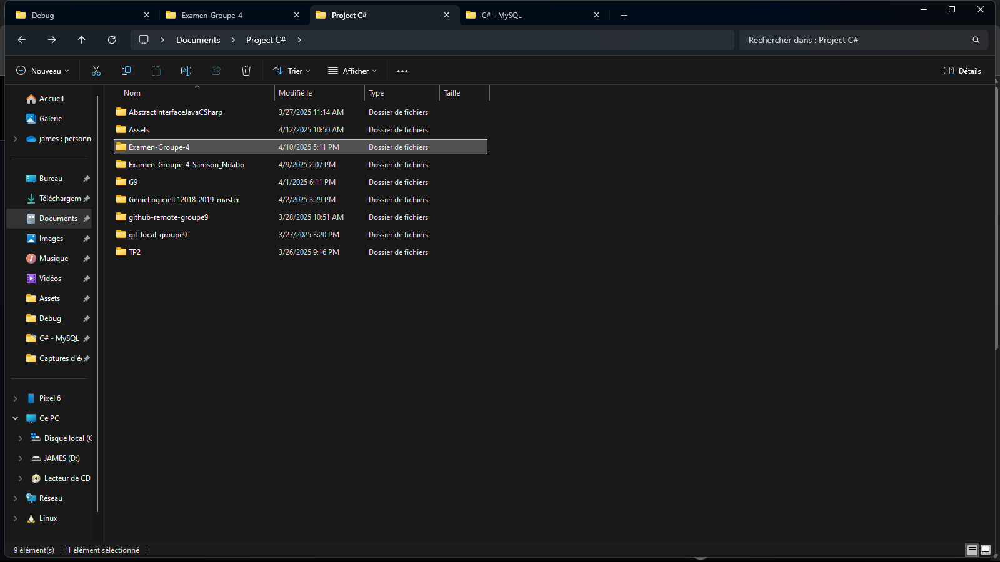 Debug
Examen-Groupe-4
Project C#
C# - MySQL
Documents
Project C#
Rechercher dans : Project C#
Nouveau
Trier
Afficher
Détails
Accueil
Galerie
james : personn
Bureau
Téléchargem
Documents
Images
Musique
Vidéos
Assets
Debug
C# - MySQL
Captures d'é
Pixel 6
Ce PC
Disque local (C
JAMES (D:)
Lecteur de CD
Réseau
Linux
Nom Modifié le Type Taille
AbstractInterfaceJavaCSharp 3/27/2025 11:14 AM Dossier de fichiers
Assets 4/12/2025 10:50 AM Dossier de fichiers
Examen-Groupe-4 4/10/2025 5:11 PM Dossier de fichiers
Examen-Groupe-4-Samson_Ndabo 4/9/2025 2:07 PM Dossier de fichiers
G9 4/1/2025 6:11 PM Dossier de fichiers
GenieLogicielL12018-2019-master 4/2/2025 3:29 PM Dossier de fichiers
github-remote-groupe9 3/28/2025 10:51 AM Dossier de fichiers
git-local-groupe9 3/27/2025 3:20 PM Dossier de fichiers
TP2 3/26/2025 9:16 PM Dossier de fichiers
9 élément(s) 1 élément sélectionné